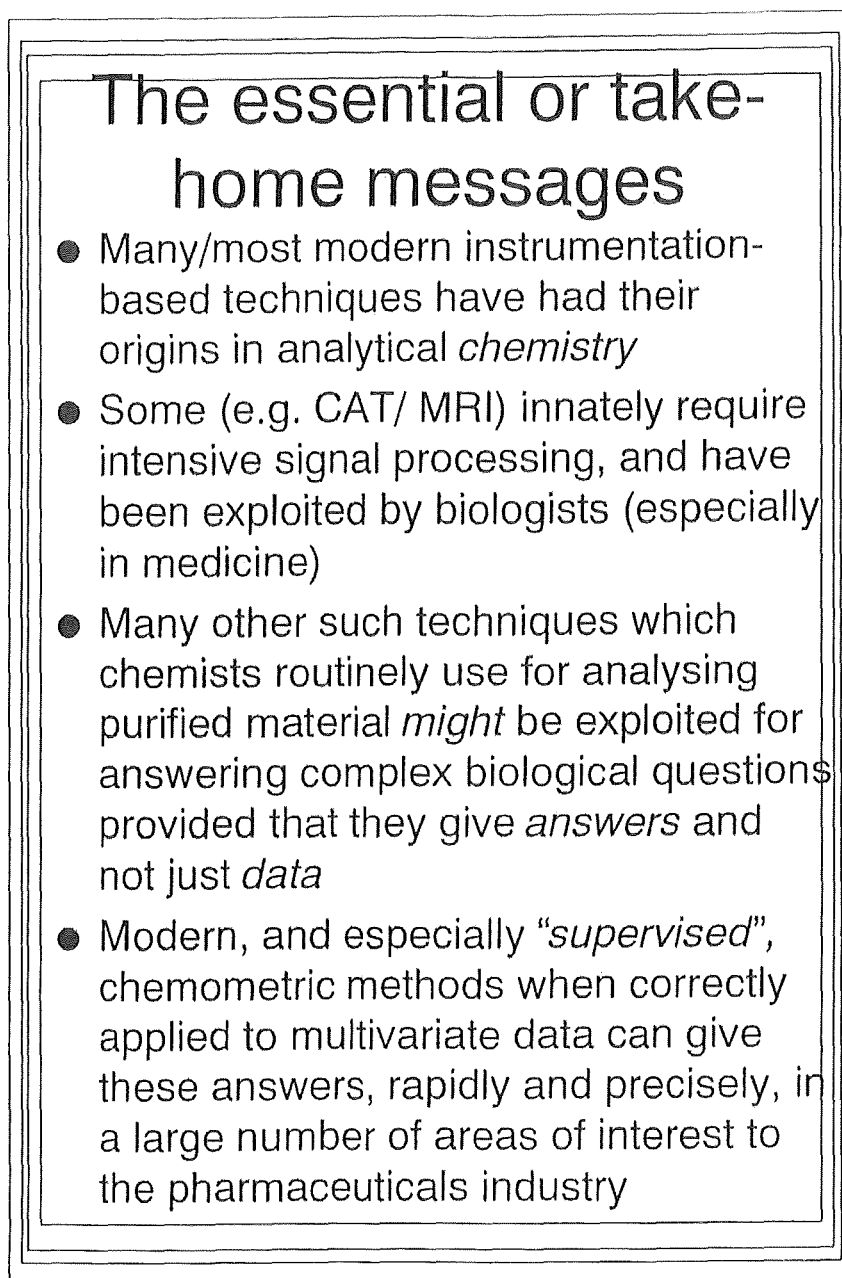 The essential or take-
home messages
● Many/most modern instrumentation-
based techniques have had their
origins in analytical chemistry
● Some (e.g. CAT/ MRI) innately require
intensive signal processing, and have
been exploited by biologists (especially
in medicine)
● Many other such techniques which
chemists routinely use for analysing
purified material might be exploited for
answering complex biological questions
provided that they give answers and
not just data
● Modern, and especially “supervised”,
chemometric methods when correctly
applied to multivariate data can give
these answers, rapidly and precisely, in
a large number of areas of interest to
the pharmaceuticals industry